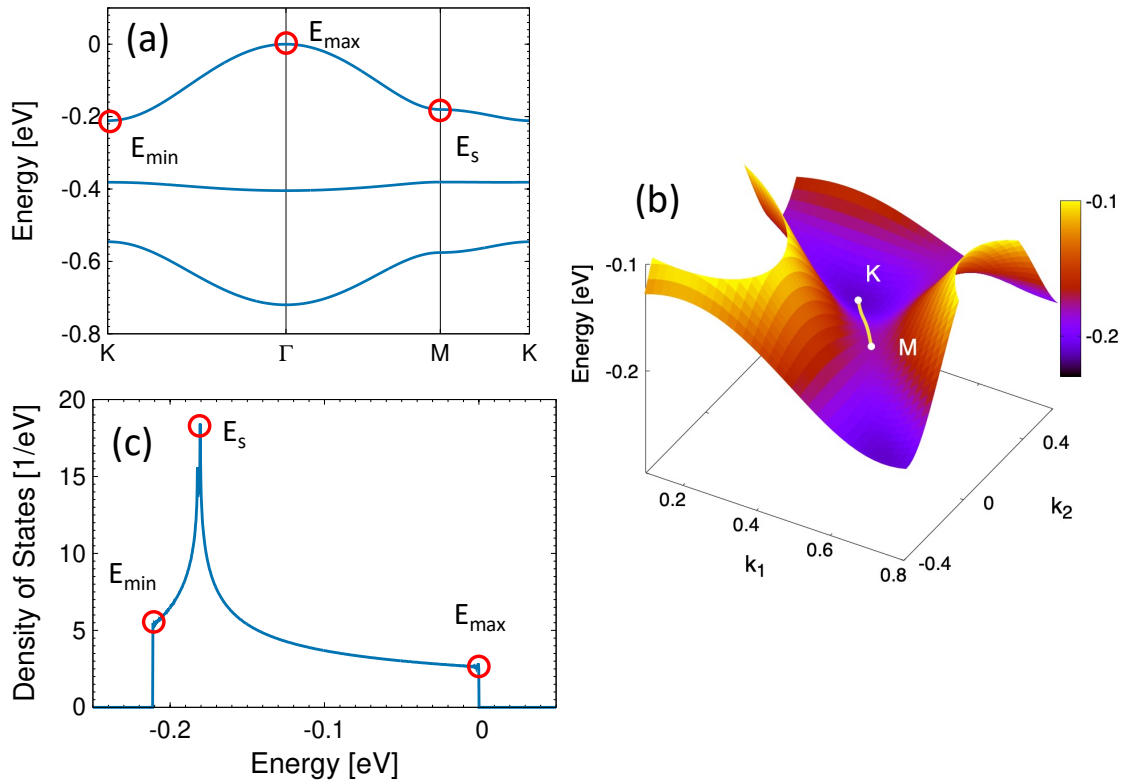 (a)
E_max
E_min
E_s
Energy [eV]
0
-0.2
-0.4
-0.6
-0.8
K
Γ
M
K
(b)
-0.1
-0.2
K
M
Energy [eV]
-0.1
-0.2
0.2
0.4
0.6
0.8
k_1
-0.4
0
0.4
k_2
(c)
E_s
E_min
E_max
Density of States [1/eV]
20
15
10
5
0
-0.2
-0.1
0
Energy [eV]